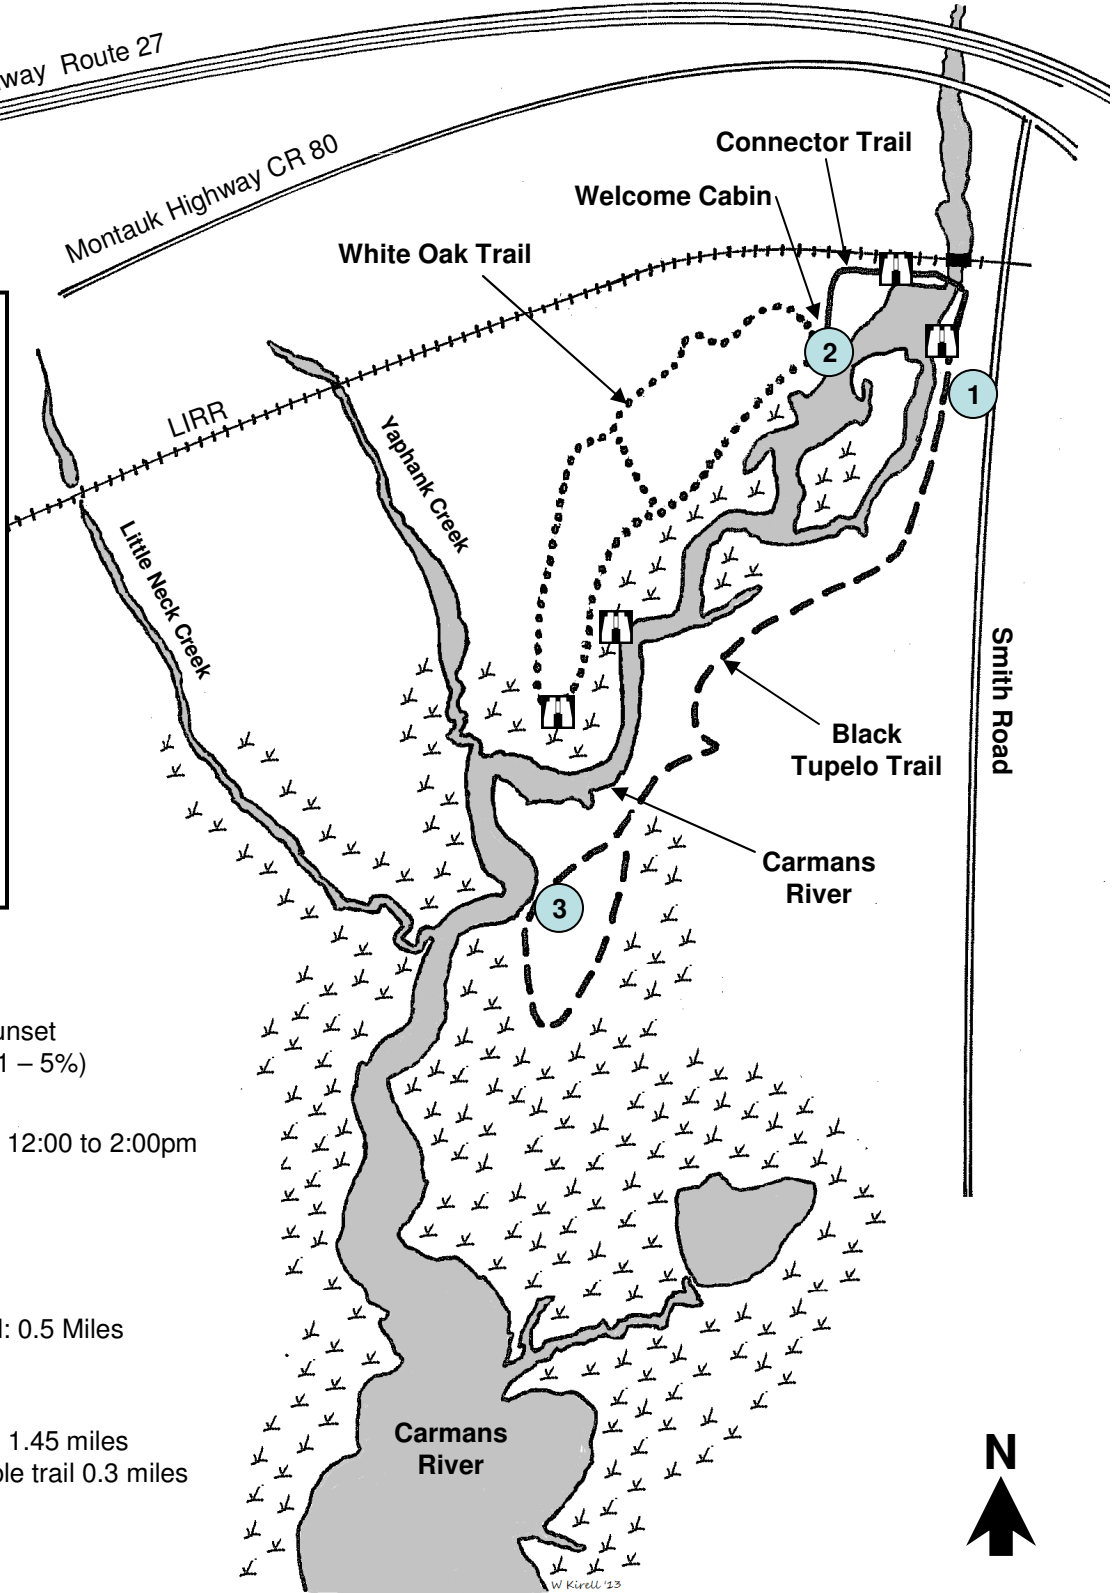 Route 27
Montauk Highway CR 80
Connector Trail
Welcome Cabin
White Oak Trail
LIRR
2
1
Yaphank Creek
Little Neck Creek
Smith Road
Black
Tupelo Trail
Carmans
River
3
unset
1 – 5%)
12:00 to 2:00pm
l: 0.5 Miles
1.45 miles
ole trail 0.3 miles
Carmans
River
N
W Kirell '13